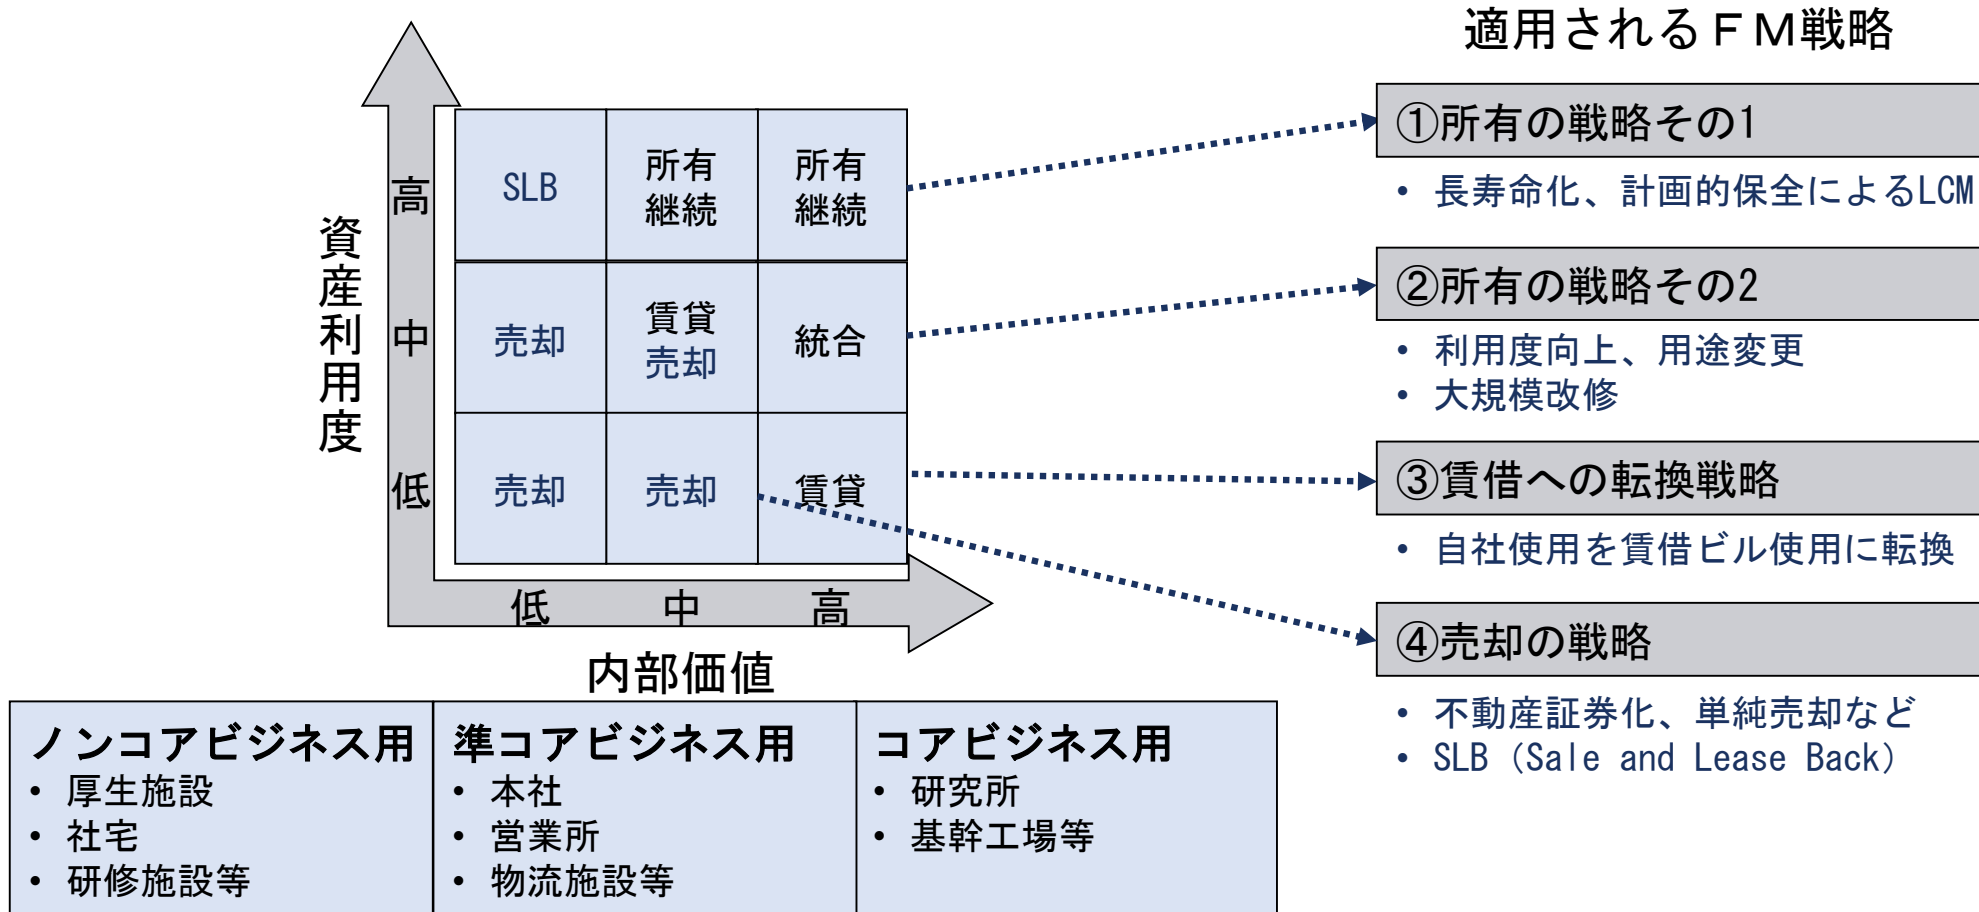 適用されるＦＭ戦略
資産利用度
高
中
低
SLB
所有
継続
所有
継続
売却
賃貸
売却
統合
売却
売却
賃貸
低
中
高
内部価値
①所有の戦略その1
• 長寿命化、計画的保全によるLCM
②所有の戦略その2
• 利用度向上、用途変更
• 大規模改修
③賃借への転換戦略
• 自社使用を賃借ビル使用に転換
④売却の戦略
• 不動産証券化、単純売却など
• SLB（Sale and Lease Back）
ノンコアビジネス用
• 厚生施設
• 社宅
• 研修施設等
準コアビジネス用
• 本社
• 営業所
• 物流施設等
コアビジネス用
• 研究所
• 基幹工場等